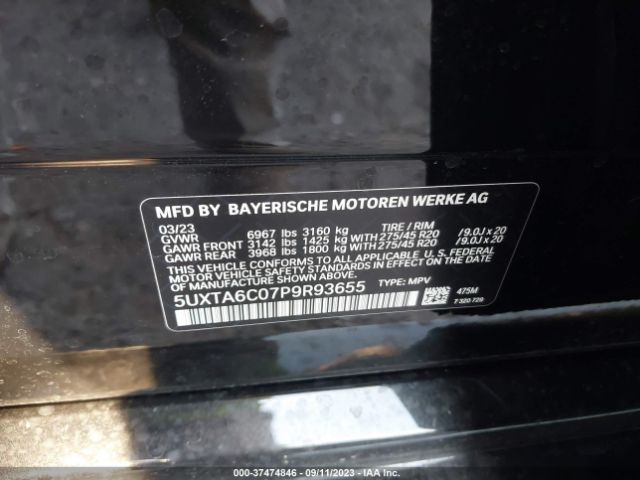 MFD BY BAYERISCHE MOTOREN WERKE AG
03/23 TIRE / RIM
GVWR 6967 lbs 3160 kg
GAWR FRONT 3142 lbs 1425 kg WITH 275/45 R20 / 9.0J x 20
GAWR REAR 3968 lbs 1800 kg WITH 275/45 R20 / 9.0J x 20
THIS VEHICLE CONFORMS TO ALL APPLICABLE U. S. FEDERAL
MOTOR VEHICLE SAFETY STANDARDS IN EFFECT ON THE DATE
OF MANUFACTURE SHOWN ABOVE.
5UXTA6C07P9R93655 TYPE: MPV 475M
7 320 729
000-37474846 - 09/11/2023 - IAA Inc.